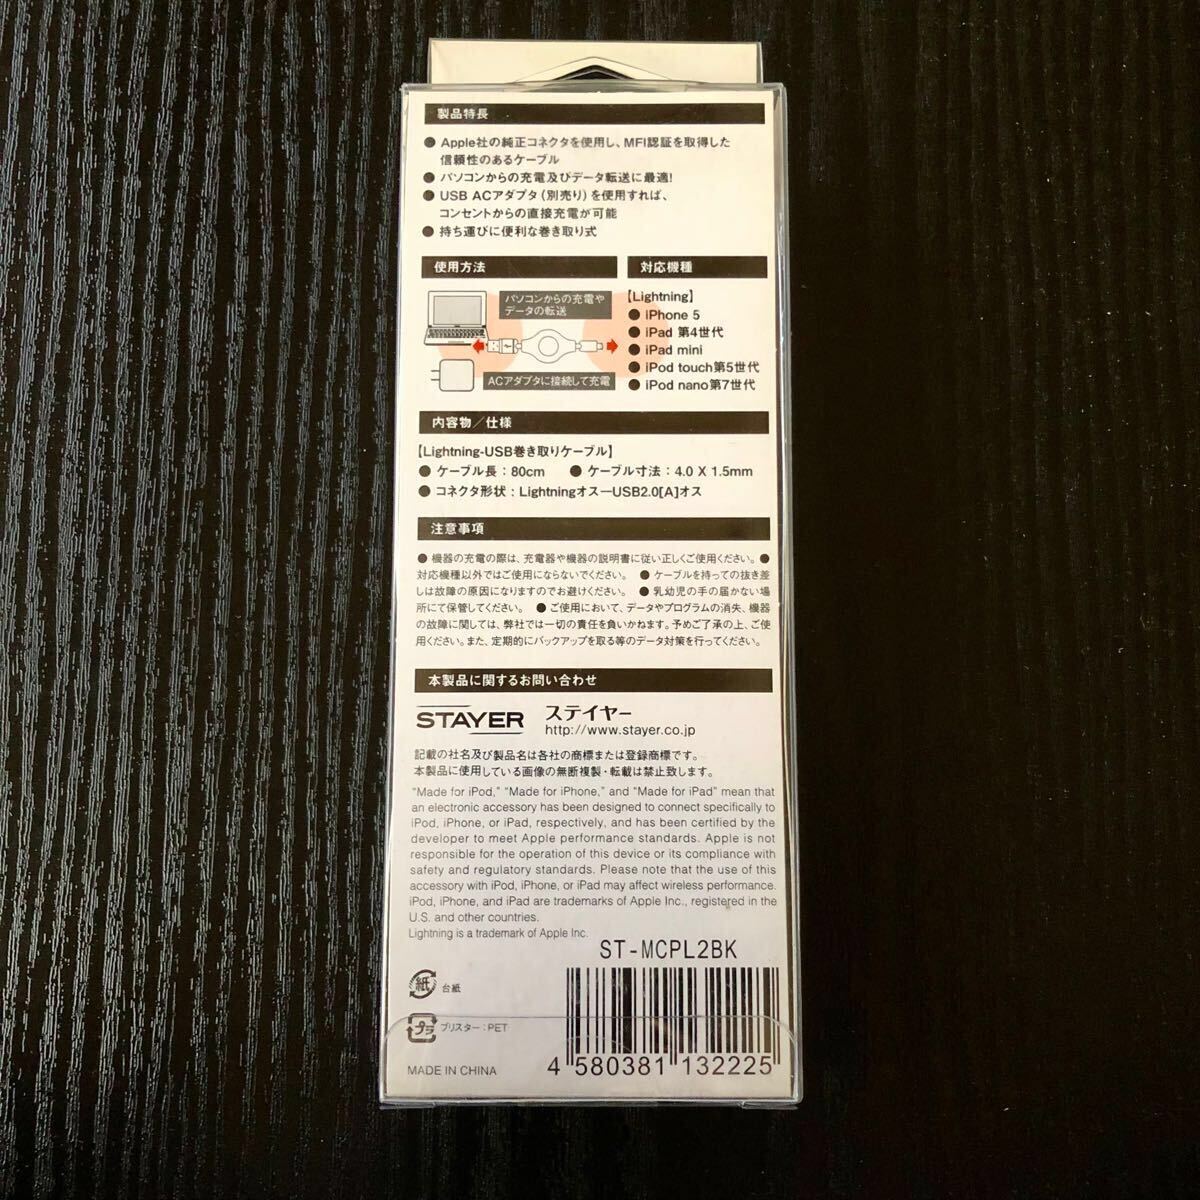 製品特長
● Apple社の純正コネクタを使用し、MFI認証を取得した
信頼性のあるケーブル
● パソコンからの充電及びデータ転送に最適!
● USB ACアダプタ（別売り）を使用すれば、
コンセントからの直接充電が可能
● 持ち運びに便利な巻き取り式
使用方法
パソコンからの充電や
データの転送
ACアダプタに接続して充電
対応機種
【Lightning】
● iPhone 5
● iPad 第4世代
● iPad mini
● iPod touch第5世代
● iPod nano第7世代
内容物／仕様
【Lightning-USB巻き取りケーブル】
● ケーブル長：80cm ● ケーブル寸法：4.0 X 1.5mm
● コネクタ形状：Lightningオス―USB2.0[A]オス
注意事項
● 機器の充電の際は、充電器や機器の説明書に従い正しくご使用ください。 ●
対応機種以外ではご使用にならないでください。 ● ケーブルを持っての抜き差
しは故障の原因になりますのでお避けください。 ● 乳幼児の手の届かない場
所にて保管してください。 ● ご使用において、データやプログラムの消失、機器
の故障に関しては、弊社では一切の責任を負いかねます。予めご了承の上、ご使
用ください。また、定期的にバックアップを取る等のデータ対策を行ってください。
本製品に関するお問い合わせ
STAYER ステイヤー
http://www.stayer.co.jp
記載の社名及び製品名は各社の商標または登録商標です。
本製品に使用している画像の無断複製・転載は禁止致します。
"Made for iPod," "Made for iPhone," and "Made for iPad" mean that
an electronic accessory has been designed to connect specifically to
iPod, iPhone, or iPad, respectively, and has been certified by the
developer to meet Apple performance standards. Apple is not
responsible for the operation of this device or its compliance with
safety and regulatory standards. Please note that the use of this
accessory with iPod, iPhone, or iPad may affect wireless performance.
iPod, iPhone, and iPad are trademarks of Apple Inc., registered in the
U.S. and other countries.
Lightning is a trademark of Apple Inc.
ST-MCPL2BK
紙 台紙
プラ ブリスター：PET
MADE IN CHINA
4 580381 132225